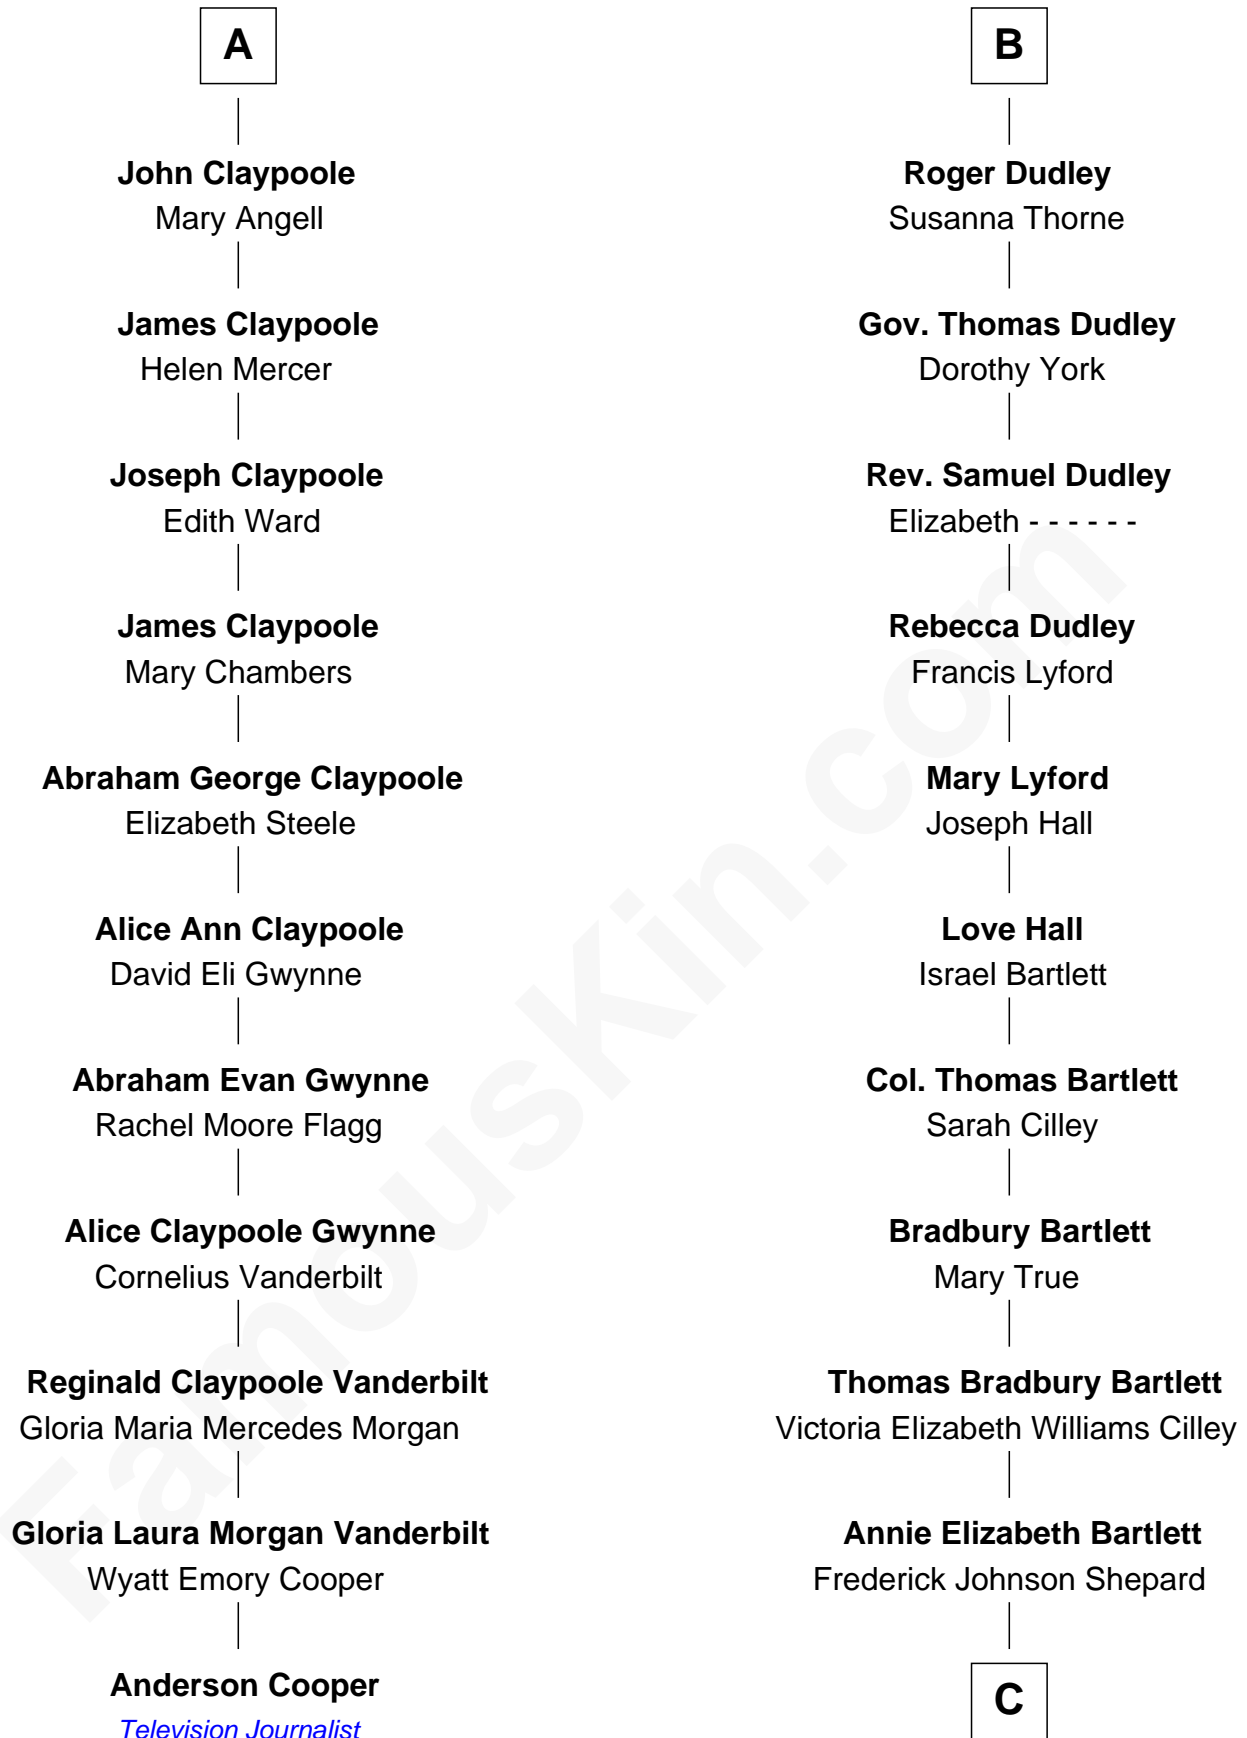 A
John Claypoole
Mary Angell
James Claypoole
Helen Mercer
Joseph Claypoole
Edith Ward
James Claypoole
Mary Chambers
Abraham George Claypoole
Elizabeth Steele
Alice Ann Claypoole
David Eli Gwynne
Abraham Evan Gwynne
Rachel Moore Flagg
Alice Claypoole Gwynne
Cornelius Vanderbilt
Reginald Claypoole Vanderbilt
Gloria Maria Mercedes Morgan
Gloria Laura Morgan Vanderbilt
Wyatt Emory Cooper
Anderson Cooper
Television Journalist
B
Roger Dudley
Susanna Thorne
Gov. Thomas Dudley
Dorothy York
Rev. Samuel Dudley
Elizabeth - - - - - -
Rebecca Dudley
Francis Lyford
Mary Lyford
Joseph Hall
Love Hall
Israel Bartlett
Col. Thomas Bartlett
Sarah Cilley
Bradbury Bartlett
Mary True
Thomas Bradbury Bartlett
Victoria Elizabeth Williams Cilley
Annie Elizabeth Bartlett
Frederick Johnson Shepard
C
FamousKin.com